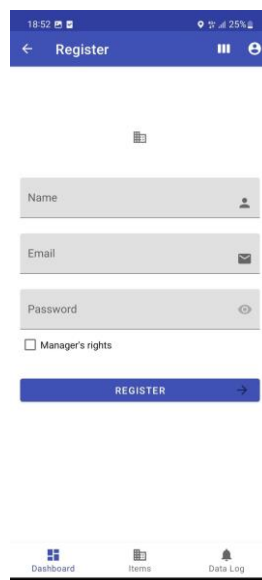 18:52 25%
Register
Name
Email
Password
Manager's rights
REGISTER
Dashboard Items Data Log